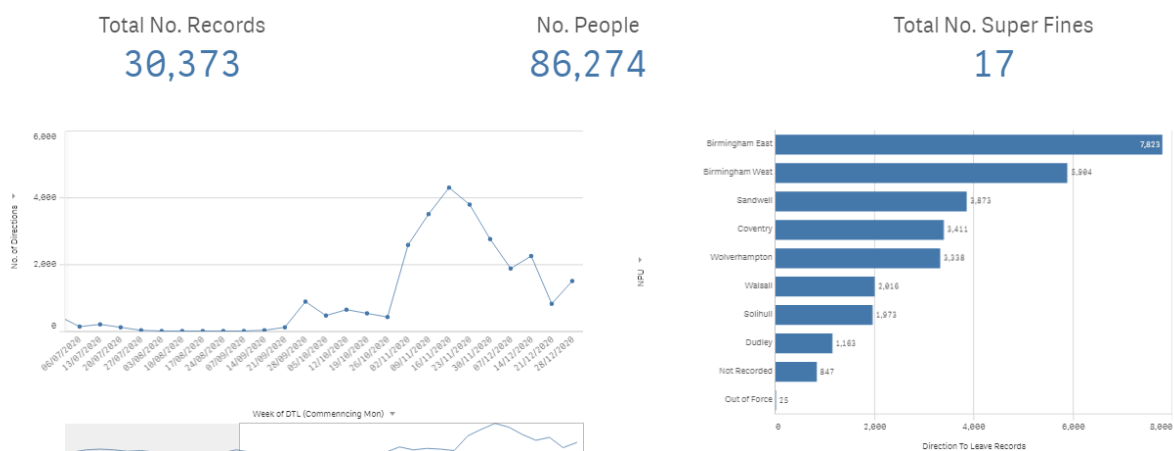 Total No. Records
30,373
No. People
86,274
Total No. Super Fines
17
No. of Directions
6,000
4,000
2,000
0
06/07/2020
13/07/2020
20/07/2020
27/07/2020
03/08/2020
10/08/2020
17/08/2020
24/08/2020
07/09/2020
14/09/2020
21/09/2020
28/09/2020
05/10/2020
12/10/2020
19/10/2020
26/10/2020
02/11/2020
09/11/2020
16/11/2020
23/11/2020
30/11/2020
07/12/2020
14/12/2020
21/12/2020
28/12/2020
Week of DTL (Commenncing Mon)
NPU
Birmingham East 7,823
Birmingham West 5,904
Sandwell 3,873
Coventry 3,411
Wolverhampton 3,338
Walsall 2,016
Solihull 1,973
Dudley 1,163
Not Recorded 847
Out of Force 25
0 2,000 4,000 6,000 8,000
Direction To Leave Records